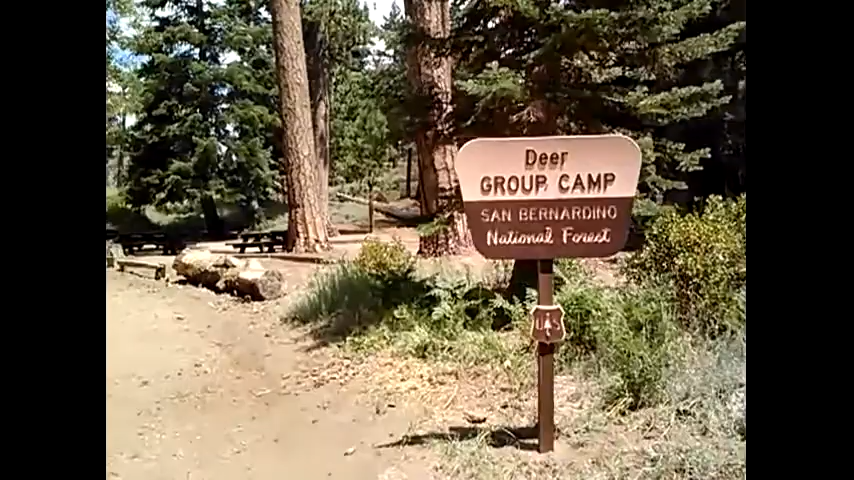 Deer
GROUP CAMP
SAN BERNARDINO
National Forest
U S